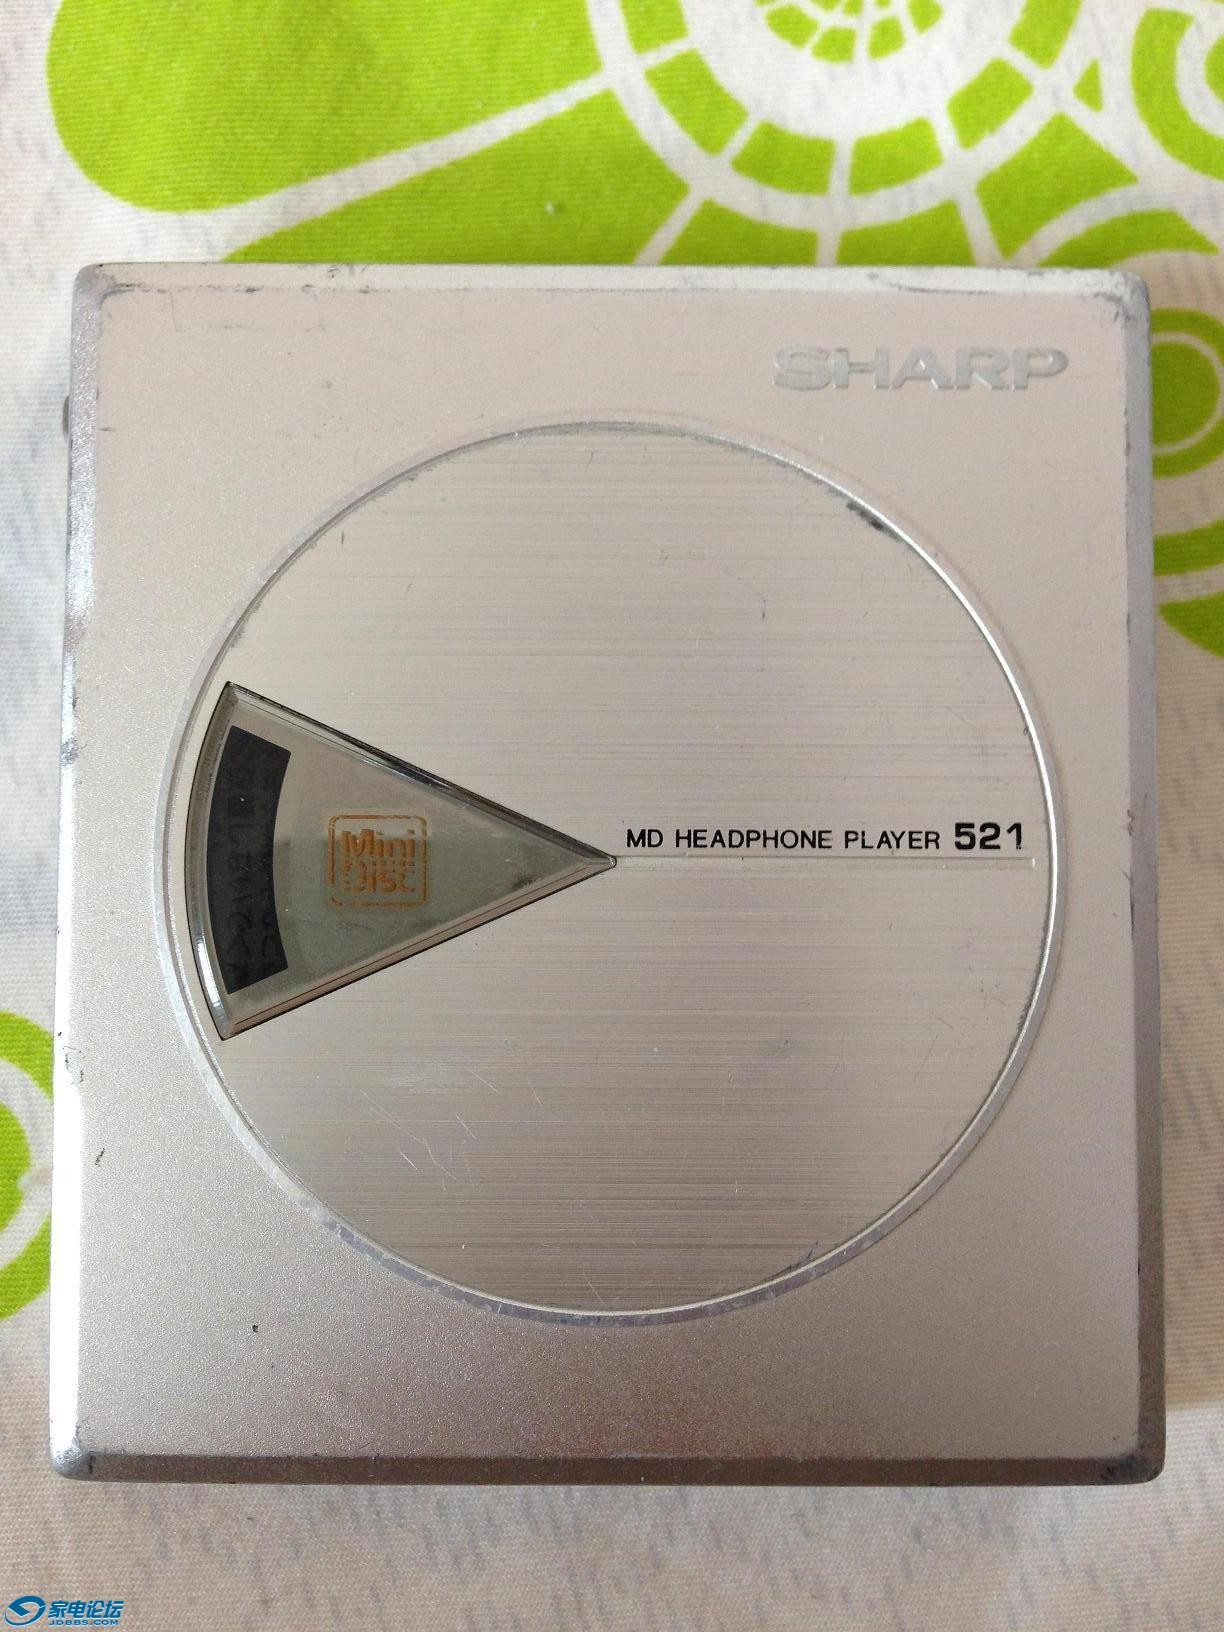 SHARP
MD HEADPHONE PLAYER 521
Mini
Disc
家电论坛
JDBBS.COM